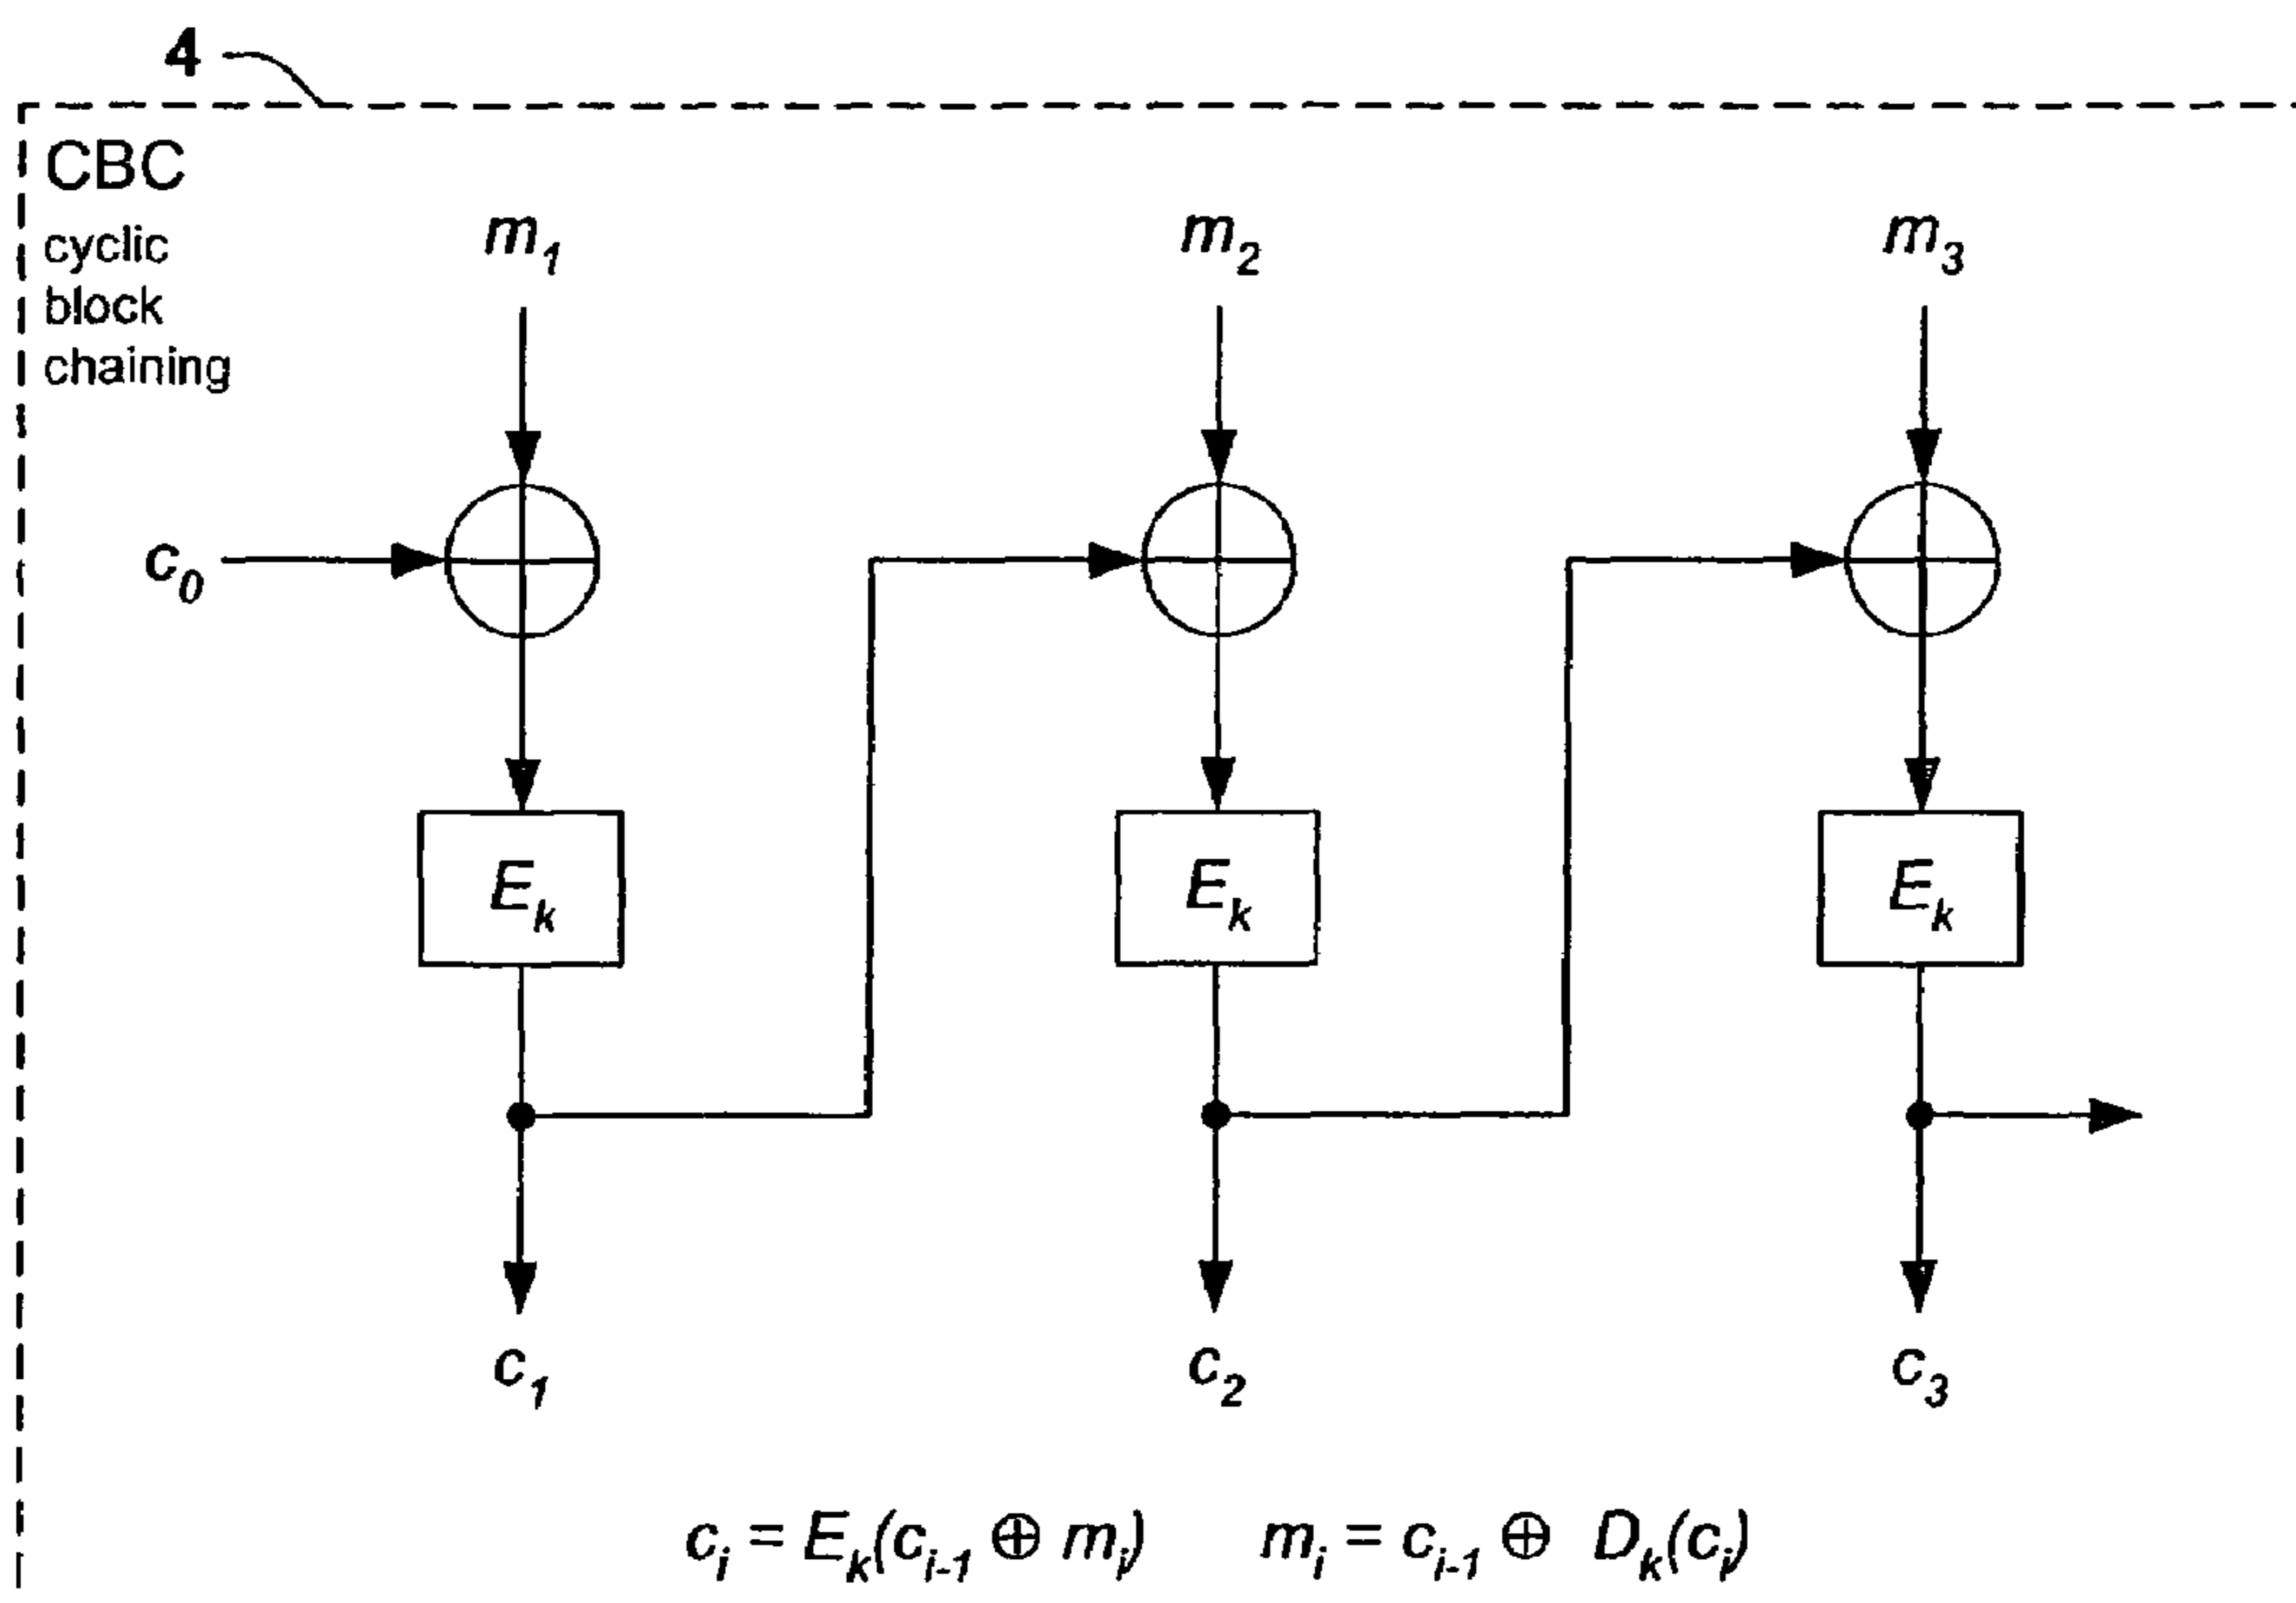 4
CBC
cyclic
block
chaining
m₁ m₂ m₃
c₀
Eₖ Eₖ Eₖ
c₁ c₂ c₃
cᵢ = Eₖ(cᵢ₋₁ ⊕ mᵢ) mᵢ = cᵢ₋₁ ⊕ Dₖ(cᵢ)